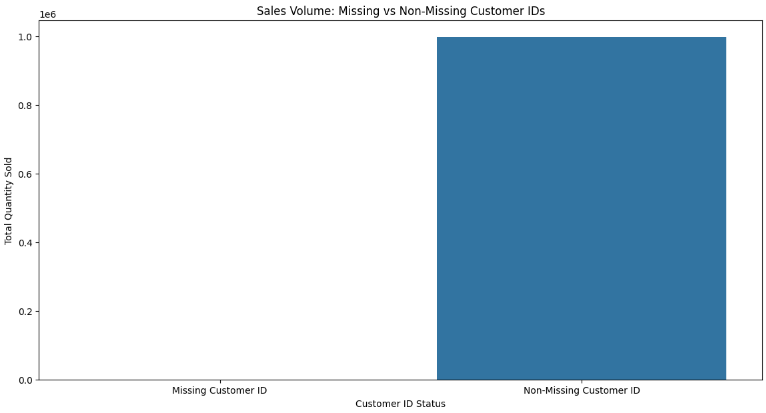 Sales Volume: Missing vs Non-Missing Customer IDs
1e6
1.0
0.8
0.6
0.4
0.2
0.0
Total Quantity Sold
Missing Customer ID
Non-Missing Customer ID
Customer ID Status